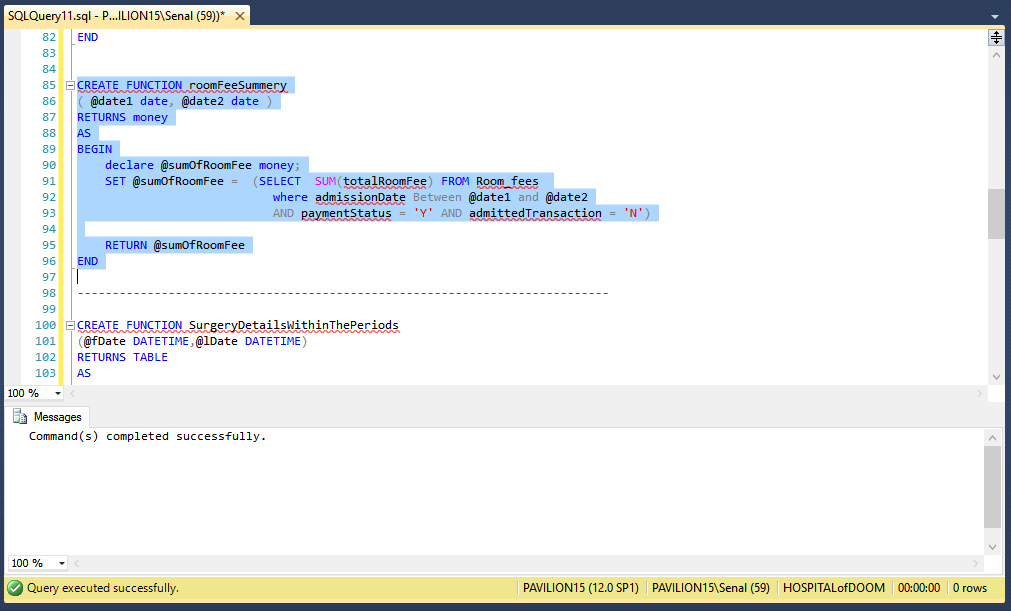 SQLQuery11.sql - P...ILION15\Senal (59))*
82 END
83
84
85 CREATE FUNCTION roomFeeSummery
86 ( @date1 date, @date2 date )
87 RETURNS money
88 AS
89 BEGIN
90 declare @sumOfRoomFee money;
91 SET @sumOfRoomFee = (SELECT SUM(totalRoomFee) FROM Room_fees
92 where admissionDate Between @date1 and @date2
93 AND paymentStatus = 'Y' AND admittedTransaction = 'N')
94
95 RETURN @sumOfRoomFee
96 END
97
98 ----------------------------------------------------------------------------
99
100 CREATE FUNCTION SurgeryDetailsWithinThePeriods
101 (@fDate DATETIME,@lDate DATETIME)
102 RETURNS TABLE
103 AS
100 %
Messages
Command(s) completed successfully.
100 %
Query executed successfully. PAVILION15 (12.0 SP1) PAVILION15\Senal (59) HOSPITALofDOOM 00:00:00 0 rows